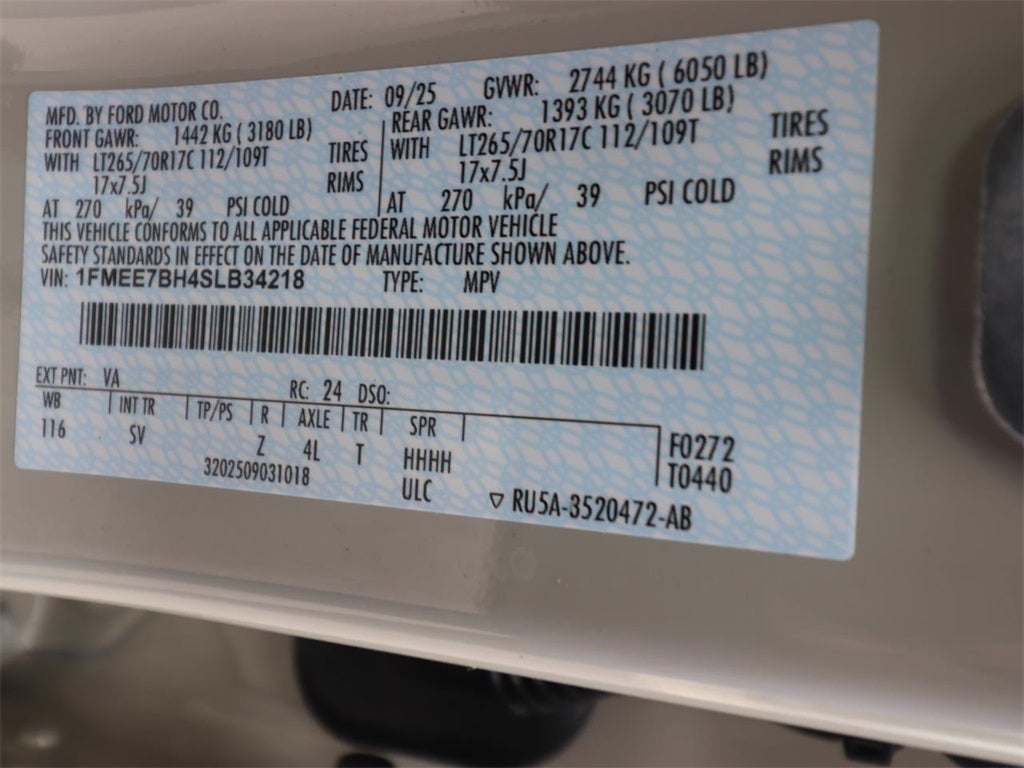 MFD. BY FORD MOTOR CO. DATE: 09/25 GVWR: 2744 KG ( 6050 LB)
FRONT GAWR: 1442 KG ( 3180 LB) REAR GAWR: 1393 KG ( 3070 LB)
WITH LT265/70R17C 112/109T TIRES WITH LT265/70R17C 112/109T TIRES
17x7.5J RIMS 17x7.5J RIMS
AT 270 kPa/ 39 PSI COLD AT 270 kPa/ 39 PSI COLD
THIS VEHICLE CONFORMS TO ALL APPLICABLE FEDERAL MOTOR VEHICLE
SAFETY STANDARDS IN EFFECT ON THE DATE OF MANUFACTURE SHOWN ABOVE.
VIN: 1FMEE7BH4SLB34218 TYPE: MPV
EXT PNT: VA RC: 24 DSO:
WB INT TR TP/PS R AXLE TR SPR
116 SV Z 4L T HHHH F0272
3202509031018 ULC T0440
RU5A-3520472-AB